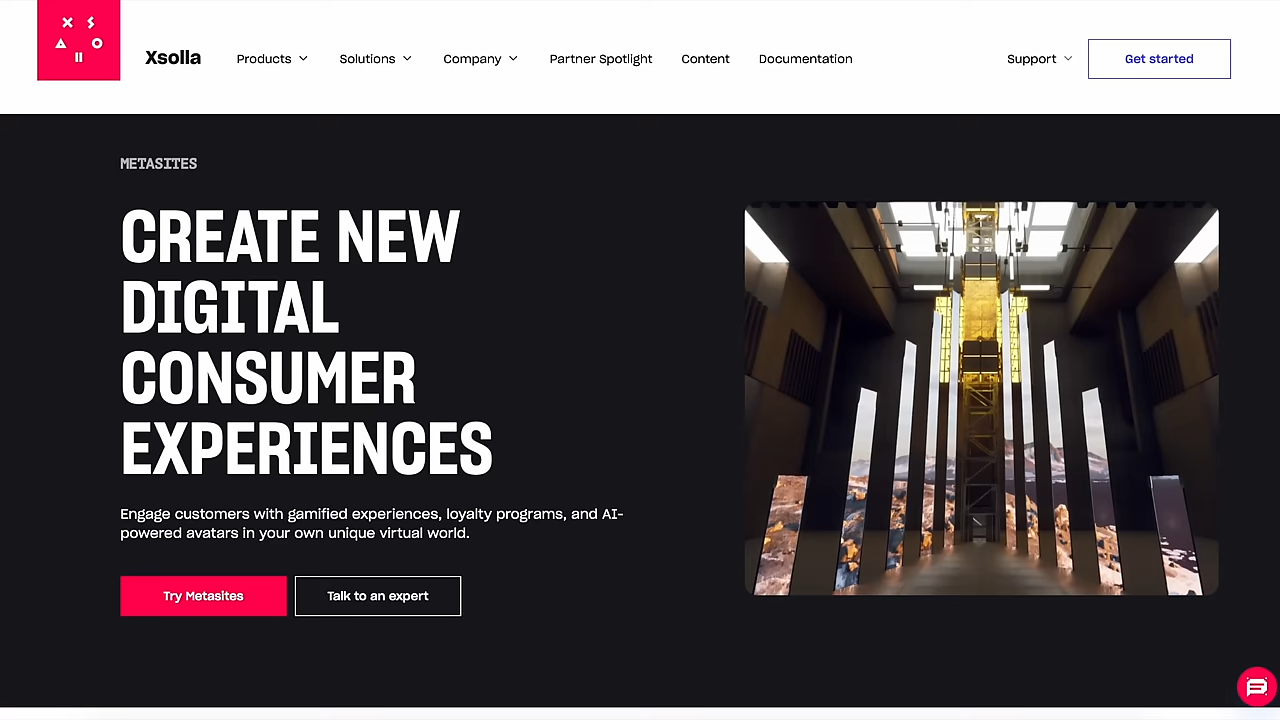 Xsolla
Products
Solutions
Company
Partner Spotlight
Content
Documentation
Support
Get started
METASITES
CREATE NEW
DIGITAL
CONSUMER
EXPERIENCES
Engage customers with gamified experiences, loyalty programs, and AI-
powered avatars in your own unique virtual world.
Try Metasites
Talk to an expert